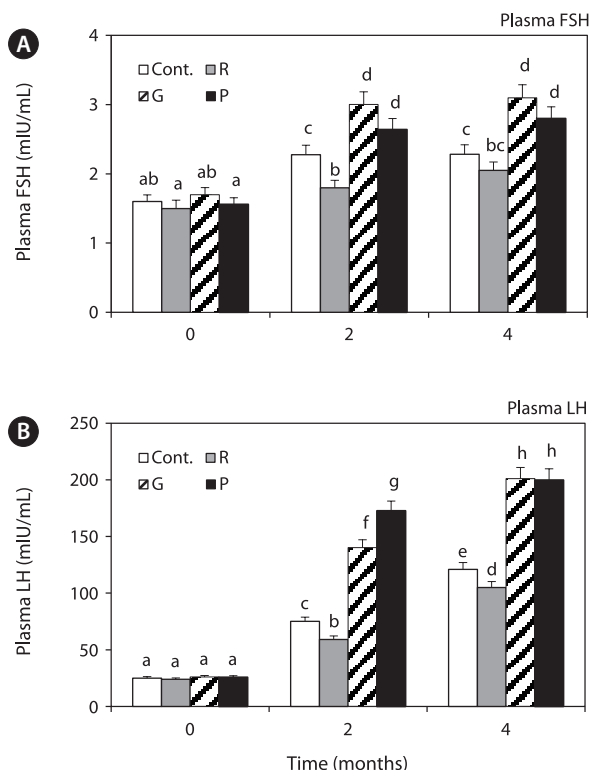 Plasma FSH
A
4
Cont. R
G P
3
2
1
0
Plasma FSH (mIU/mL)
ab a ab a
c b d d
c bc d d
0 2 4
Plasma LH
B
250
Cont. R
G P
200
150
100
50
0
Plasma LH (mIU/mL)
a a a a
c b f g
e d h h
0 2 4
Time (months)